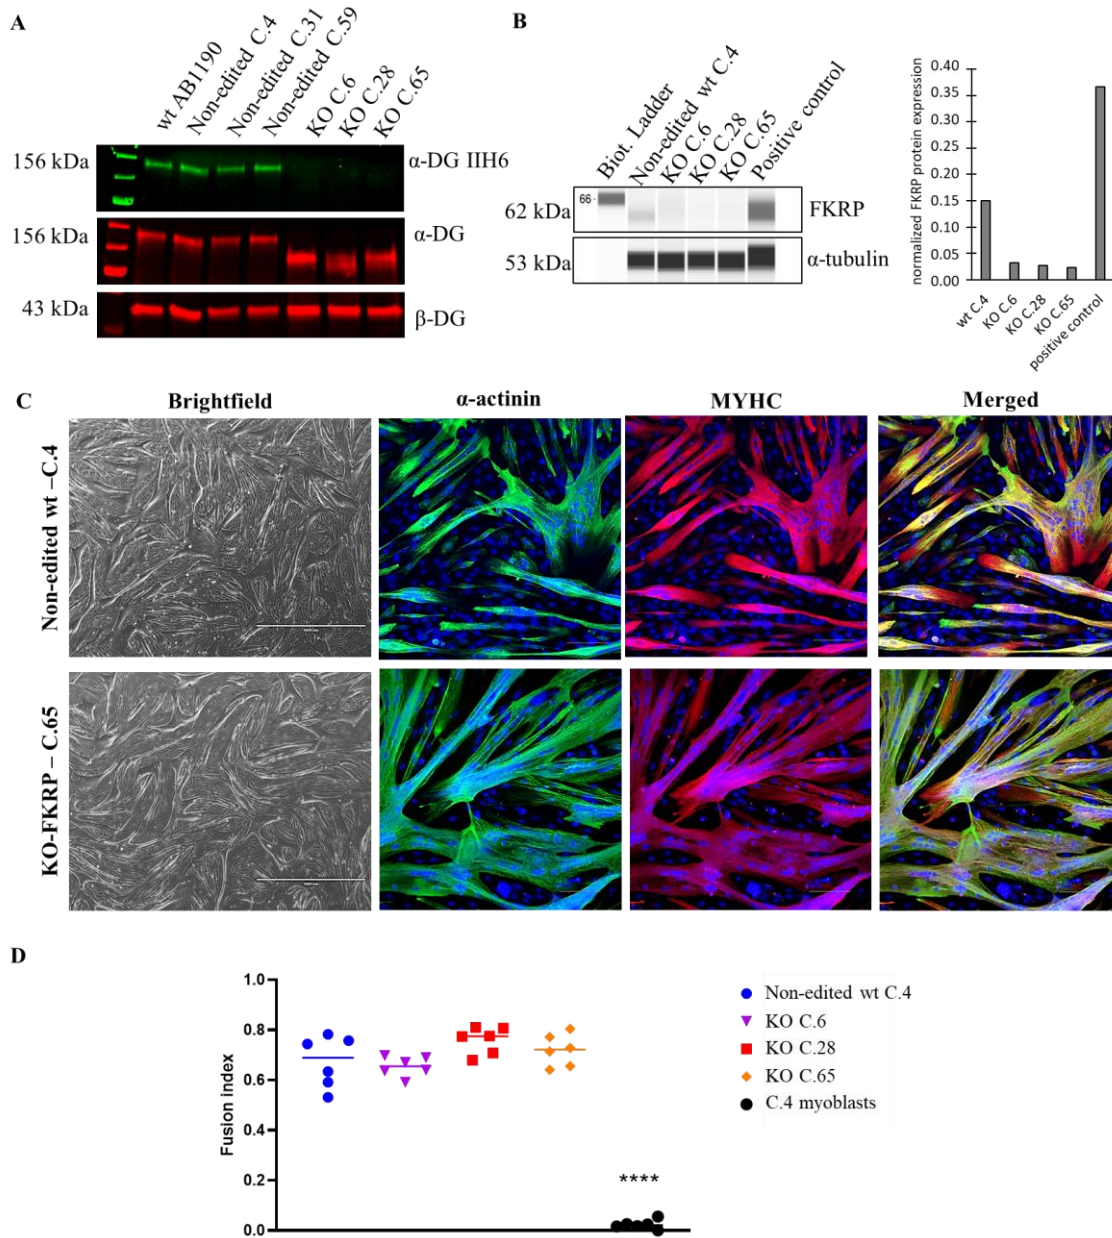 A
wt AB1190
Non-edited C.4
Non-edited C.31
Non-edited C.59
KO C.6
KO C.28
KO C.65
156 kDa
α-DG IIH6
156 kDa
α-DG
43 kDa
β-DG
B
Biot. Ladder
Non-edited wt C.4
KO C.6
KO C.28
KO C.65
Positive control
66-
62 kDa
FKRP
53 kDa
α-tubulin
normalized FKRP protein expression
0.40
0.35
0.30
0.25
0.20
0.15
0.10
0.05
0.00
wt C.4
KO C.6
KO C.28
KO C.65
positive control
C
Brightfield
α-actinin
MYHC
Merged
Non-edited wt –C.4
KO-FKRP – C.65
D
Fusion index
1.0
0.8
0.6
0.4
0.2
0.0
****
Non-edited wt C.4
KO C.6
KO C.28
KO C.65
C.4 myoblasts